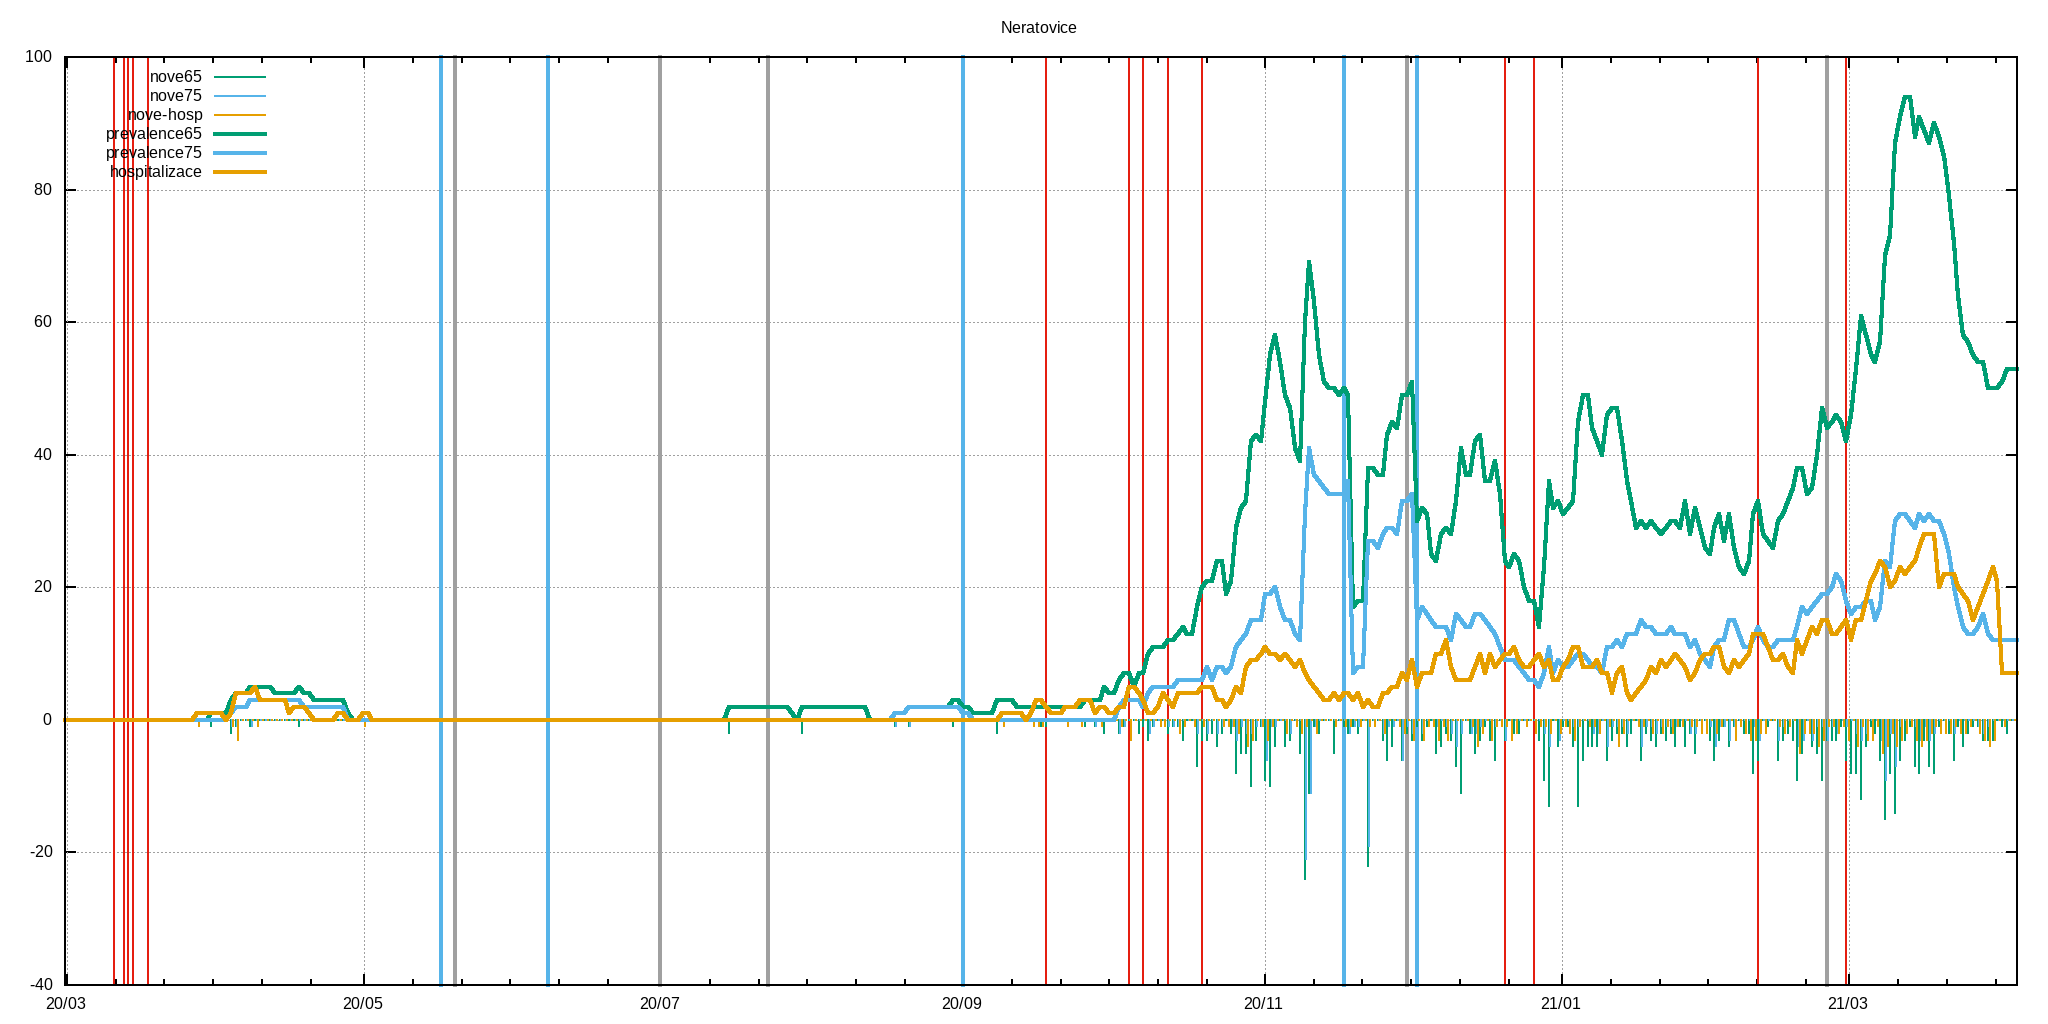 Neratovice
100
nove65
nove75
nove-hosp
prevalence65
prevalence75
hospitalizace
80
60
40
20
0
-20
-40
20/03 20/05 20/07 20/09 20/11 21/01 21/03